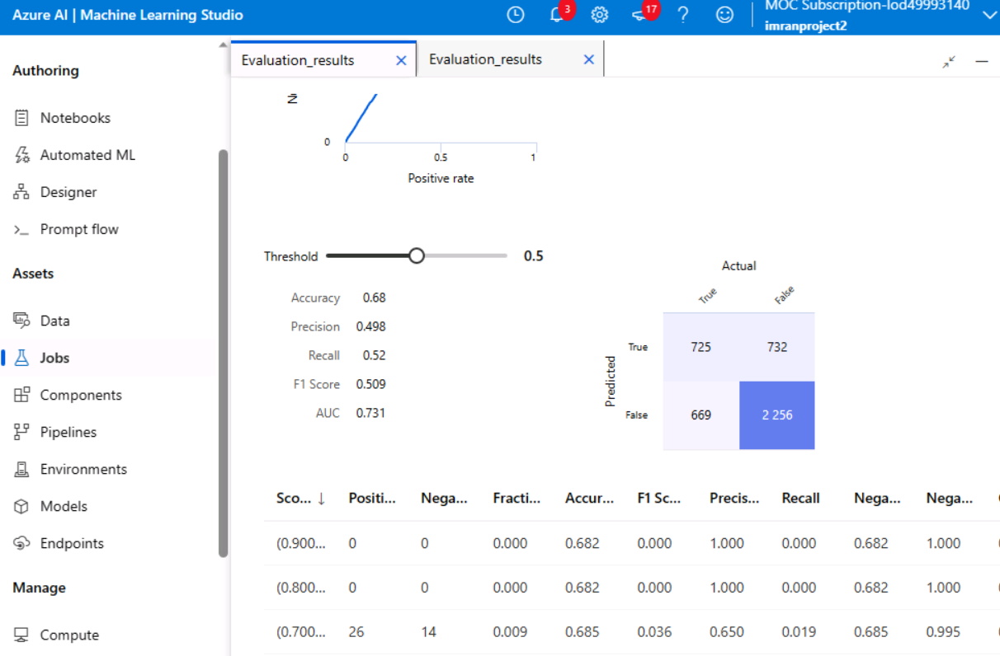 Azure AI | Machine Learning Studio
3
17
MOC Subscription-lod49993140
imranproject2
Authoring
Notebooks
Automated ML
Designer
Prompt flow
Assets
Data
Jobs
Components
Pipelines
Environments
Models
Endpoints
Manage
Compute
Evaluation_results
Evaluation_results
0
0 0.5 1
Positive rate
Threshold 0.5
Accuracy 0.68
Precision 0.498
Recall 0.52
F1 Score 0.509
AUC 0.731
Actual
True False
Predicted
True 725 732
False 669 2 256
Sco... ↓ Positi... Nega... Fracti... Accur... F1 Sc... Precis... Recall Nega... Nega...
(0.900... 0 0 0.000 0.682 0.000 1.000 0.000 0.682 1.000
(0.800... 0 0 0.000 0.682 0.000 1.000 0.000 0.682 1.000
(0.700... 26 14 0.009 0.685 0.036 0.650 0.019 0.685 0.995